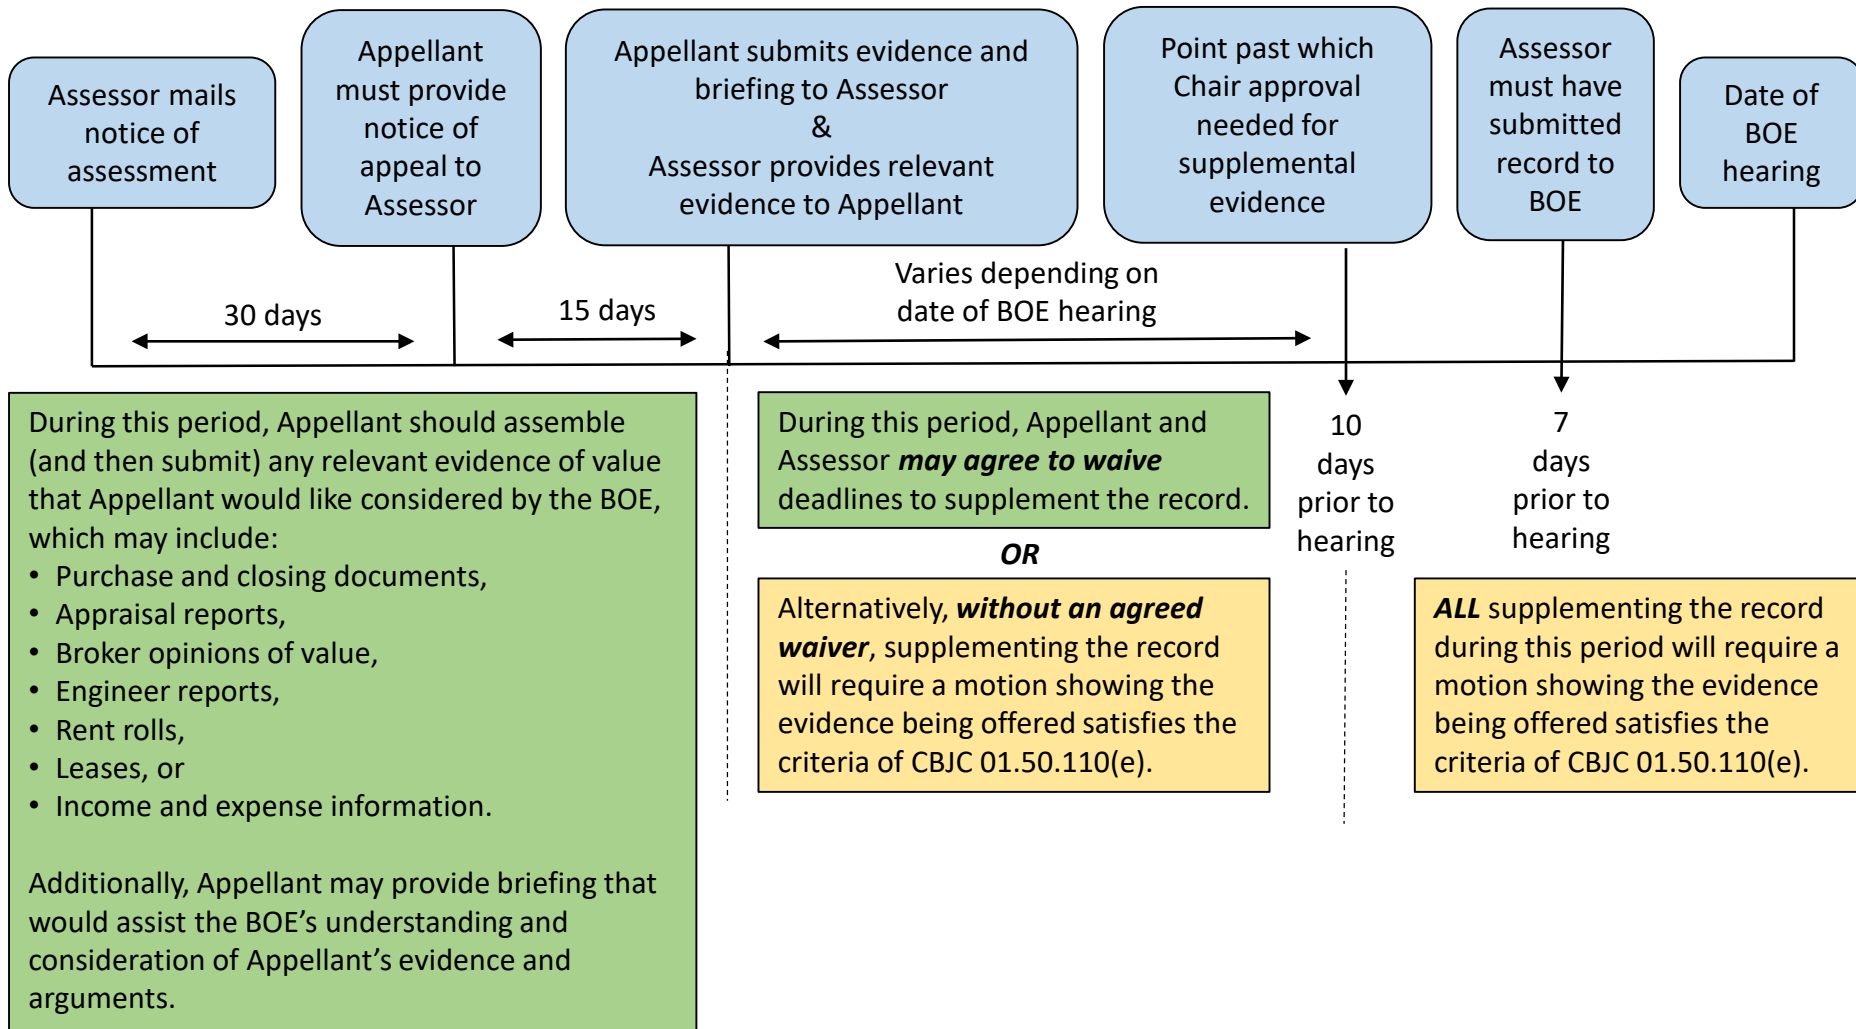 Assessor mails
notice of
assessment
Appellant
must provide
notice of
appeal to
Assessor
Appellant submits evidence and
briefing to Assessor
&
Assessor provides relevant
evidence to Appellant
Point past which
Chair approval
needed for
supplemental
evidence
Assessor
must have
submitted
record to
BOE
Date of
BOE
hearing
30 days
15 days
Varies depending on
date of BOE hearing
During this period, Appellant should assemble
(and then submit) any relevant evidence of value
that Appellant would like considered by the BOE,
which may include:
• Purchase and closing documents,
• Appraisal reports,
• Broker opinions of value,
• Engineer reports,
• Rent rolls,
• Leases, or
• Income and expense information.
Additionally, Appellant may provide briefing that
would assist the BOE’s understanding and
consideration of Appellant’s evidence and
arguments.
During this period, Appellant and
Assessor may agree to waive
deadlines to supplement the record.
OR
Alternatively, without an agreed
waiver, supplementing the record
will require a motion showing the
evidence being offered satisfies the
criteria of CBJC 01.50.110(e).
10
days
prior to
hearing
7
days
prior to
hearing
ALL supplementing the record
during this period will require a
motion showing the evidence
being offered satisfies the
criteria of CBJC 01.50.110(e).